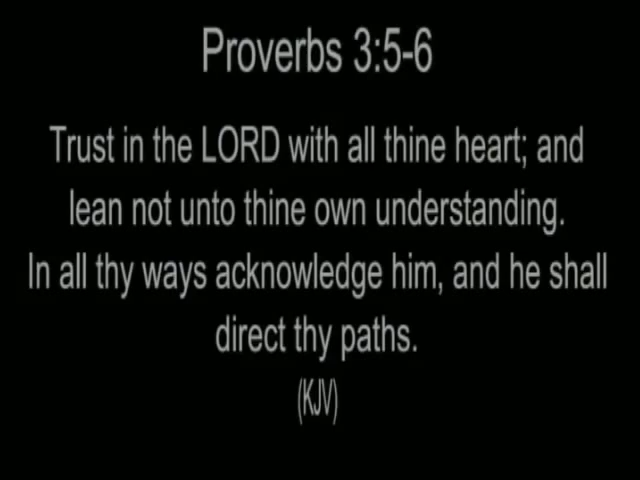 Proverbs 3:5-6
Trust in the LORD with all thine heart; and
lean not unto thine own understanding.
In all thy ways acknowledge him, and he shall
direct thy paths.
(KJV)